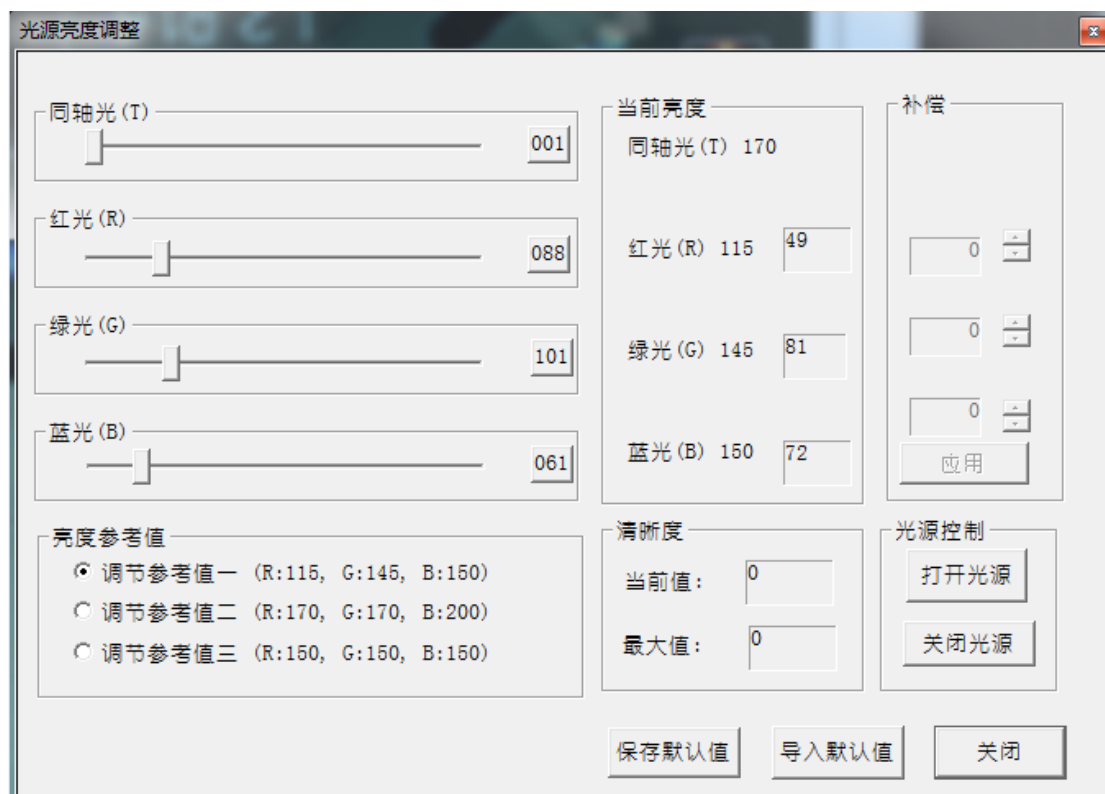 光源亮度调整
同轴光(T)
001
红光(R)
088
绿光(G)
101
蓝光(B)
061
亮度参考值
调节参考值一 (R:115, G:145, B:150)
调节参考值二 (R:170, G:170, B:200)
调节参考值三 (R:150, G:150, B:150)
当前亮度
同轴光(T) 170
红光(R) 115 49
绿光(G) 145 81
蓝光(B) 150 72
补偿
0
0
0
应用
清晰度
当前值: 0
最大值: 0
光源控制
打开光源
关闭光源
保存默认值
导入默认值
关闭